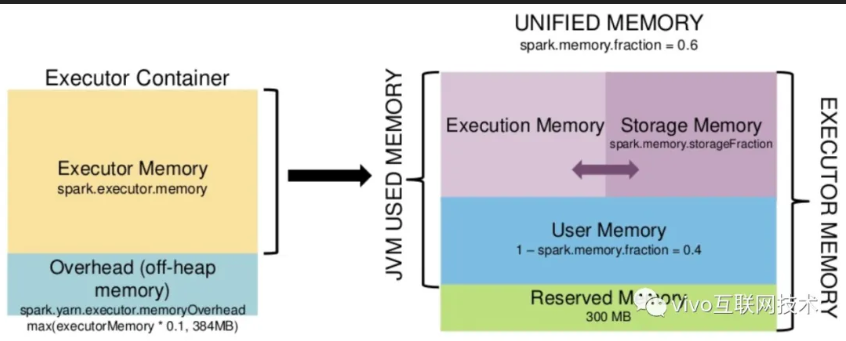 UNIFIED MEMORY
spark.memory.fraction = 0.6
Executor Container
Executor Memory
spark.executor.memory
Overhead (off-heap
memory)
spark.yarn.executor.memoryOverhead
max(executorMemory * 0.1, 384MB)
JVM USED MEMORY
Execution Memory
Storage Memory
spark.memory.storageFraction
User Memory
1 – spark.memory.fraction = 0.4
Reserved Memory
300 MB
EXECUTOR MEMORY
vivo互联网技术